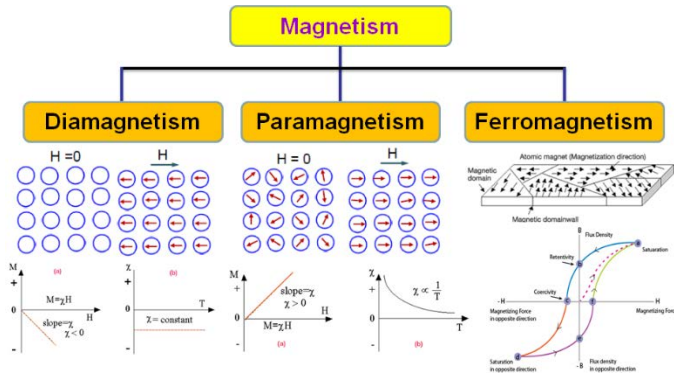 Magnetism
Diamagnetism
Paramagnetism
Ferromagnetism
H =0
H
H = 0
H
Atomic magnet (Magnetization direction)
Magnetic
domain
Magnetic domainwall
M
+
0
-
(a)
M=χH
H
slope=χ
χ<0
χ
+
0
-
(b)
T
χ = constant
M
+
0
-
slope=χ
χ > 0
H
M=χH
(a)
χ
+
0
-
χ ∝ 1/T
T
(b)
B
Flux Density
a
Saturation
Retentivity
b
Coercivity
c
f
- H
Magnetizing Force
in opposite direction
0
H
Magnetizing Force
d
Saturation
in opposite direction
e
- B
Flux density
in opposite direction